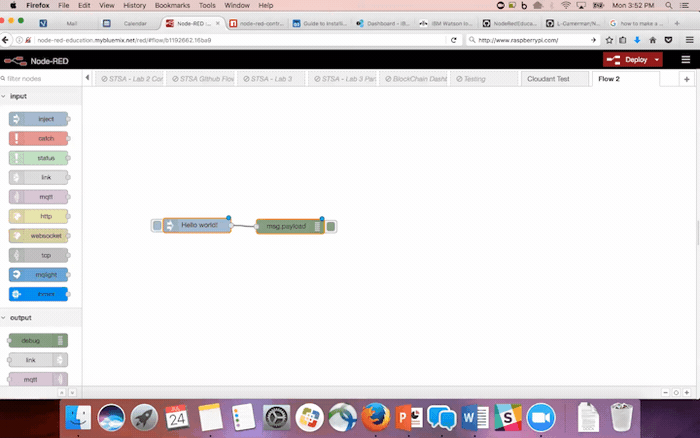 Firefox File Edit View History Bookmarks Tools Window Help
Mon 3:52 PM
Mail
Calendar
Node-RED :
node-red-contr
Guide to Install
Dashboard – IB
IBM Watson In
NodeRedEduca
L-Camerman/N
how to make a
node-red-education.mybluemix.net/red/#flow/b1192662.16ba9
http://www.raspberrypi.com/
Node-RED
Deploy
filter nodes
STSA - Lab 2 Con
STSA Github Flow
STSA - Lab 3
STSA - Lab 3 Par
BlockChain Dash
Testing
Cloudant Test
Flow 2
input
inject
catch
status
link
mqtt
http
websocket
tcp
mqlight
Hello world!
msg.payload
output
debug
link
mqtt
JUL
24